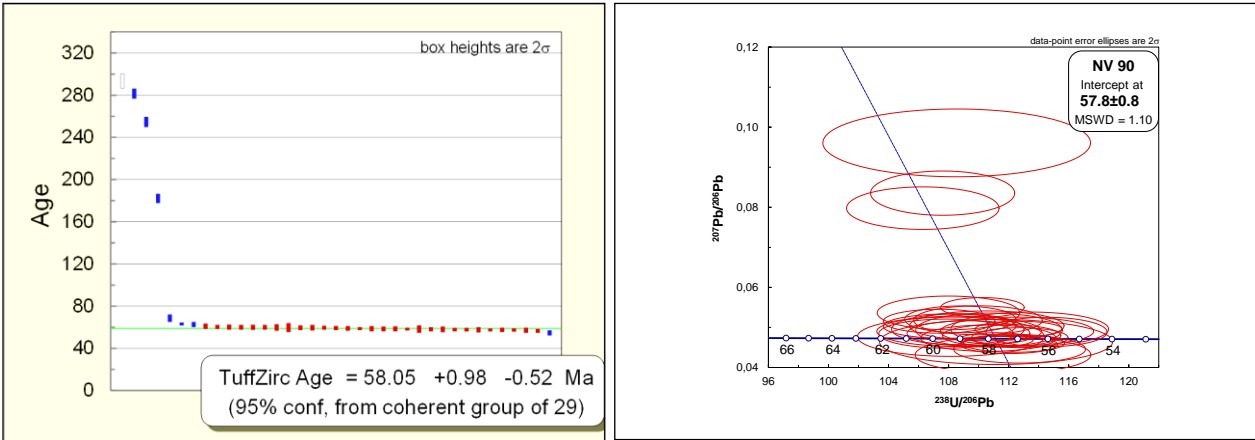 box heights are 2σ
320
280
240
200
160
120
80
40
0
Age
TuffZirc Age = 58.05 +0.98 -0.52 Ma
(95% conf, from coherent group of 29)
data-point error ellipses are 2σ
0,12
0,10
0,08
0,06
0,04
207Pb/206Pb
NV 90
Intercept at
57.8±0.8
MSWD = 1.10
66 64 62 60 58 56 54
96 100 104 108 112 116 120
238U/206Pb